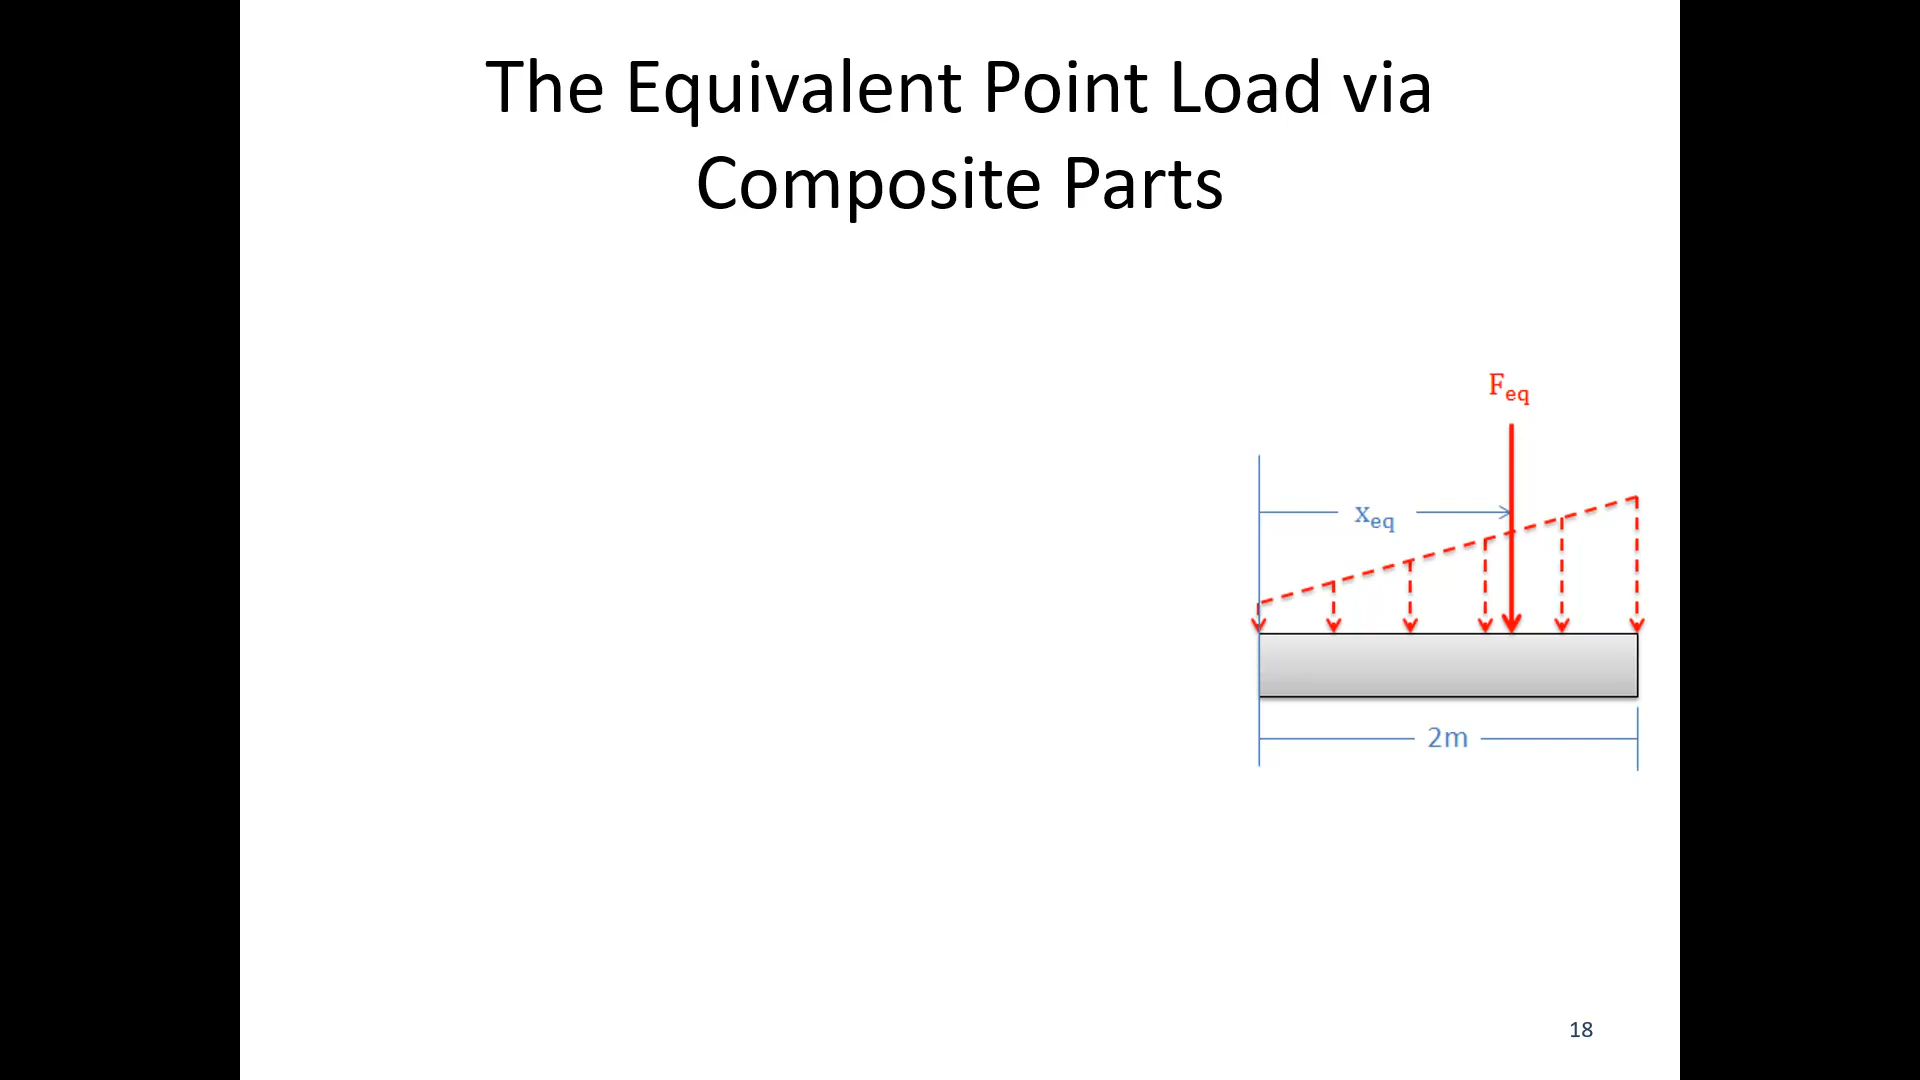 The Equivalent Point Load via
Composite Parts
Feq
xeq
2m
18